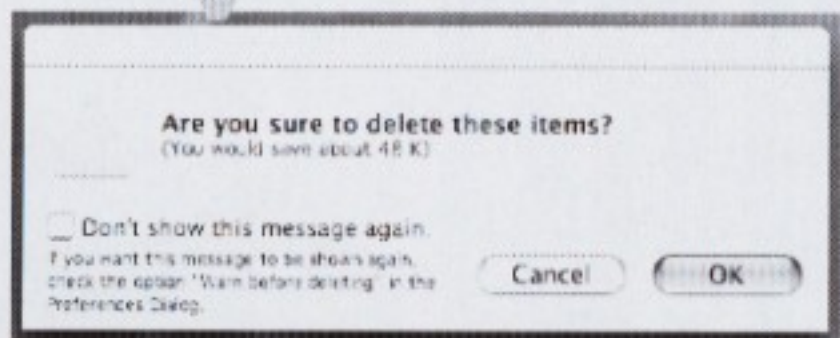 Are you sure to delete these items?
(You would save about 48 K)
Don't show this message again.
If you want this message to be shown again,
check the option "Warn before deleting" in the
Preferences Dialog.
Cancel
OK